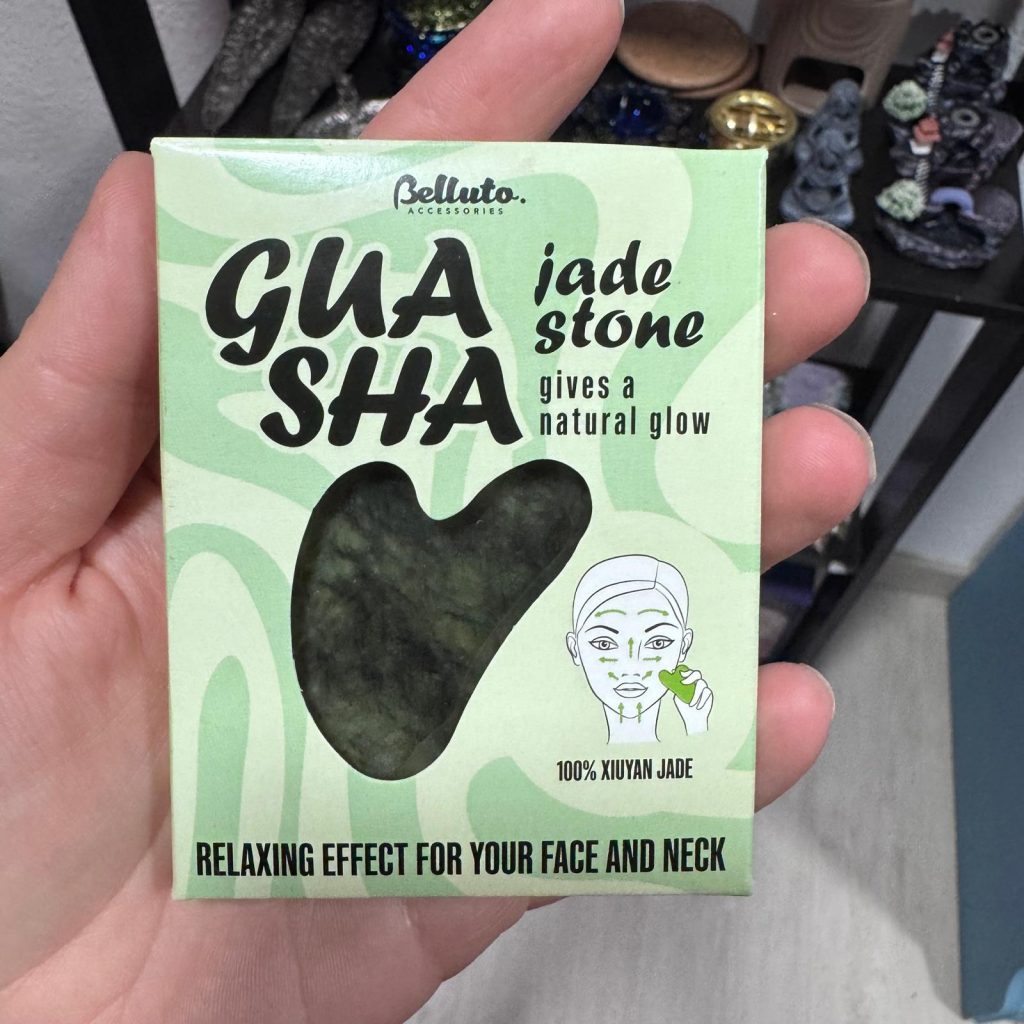 Belluto.
ACCESSORIES
GUA
SHA
jade
stone
gives a
natural glow
100% XIUYAN JADE
RELAXING EFFECT FOR YOUR FACE AND NECK